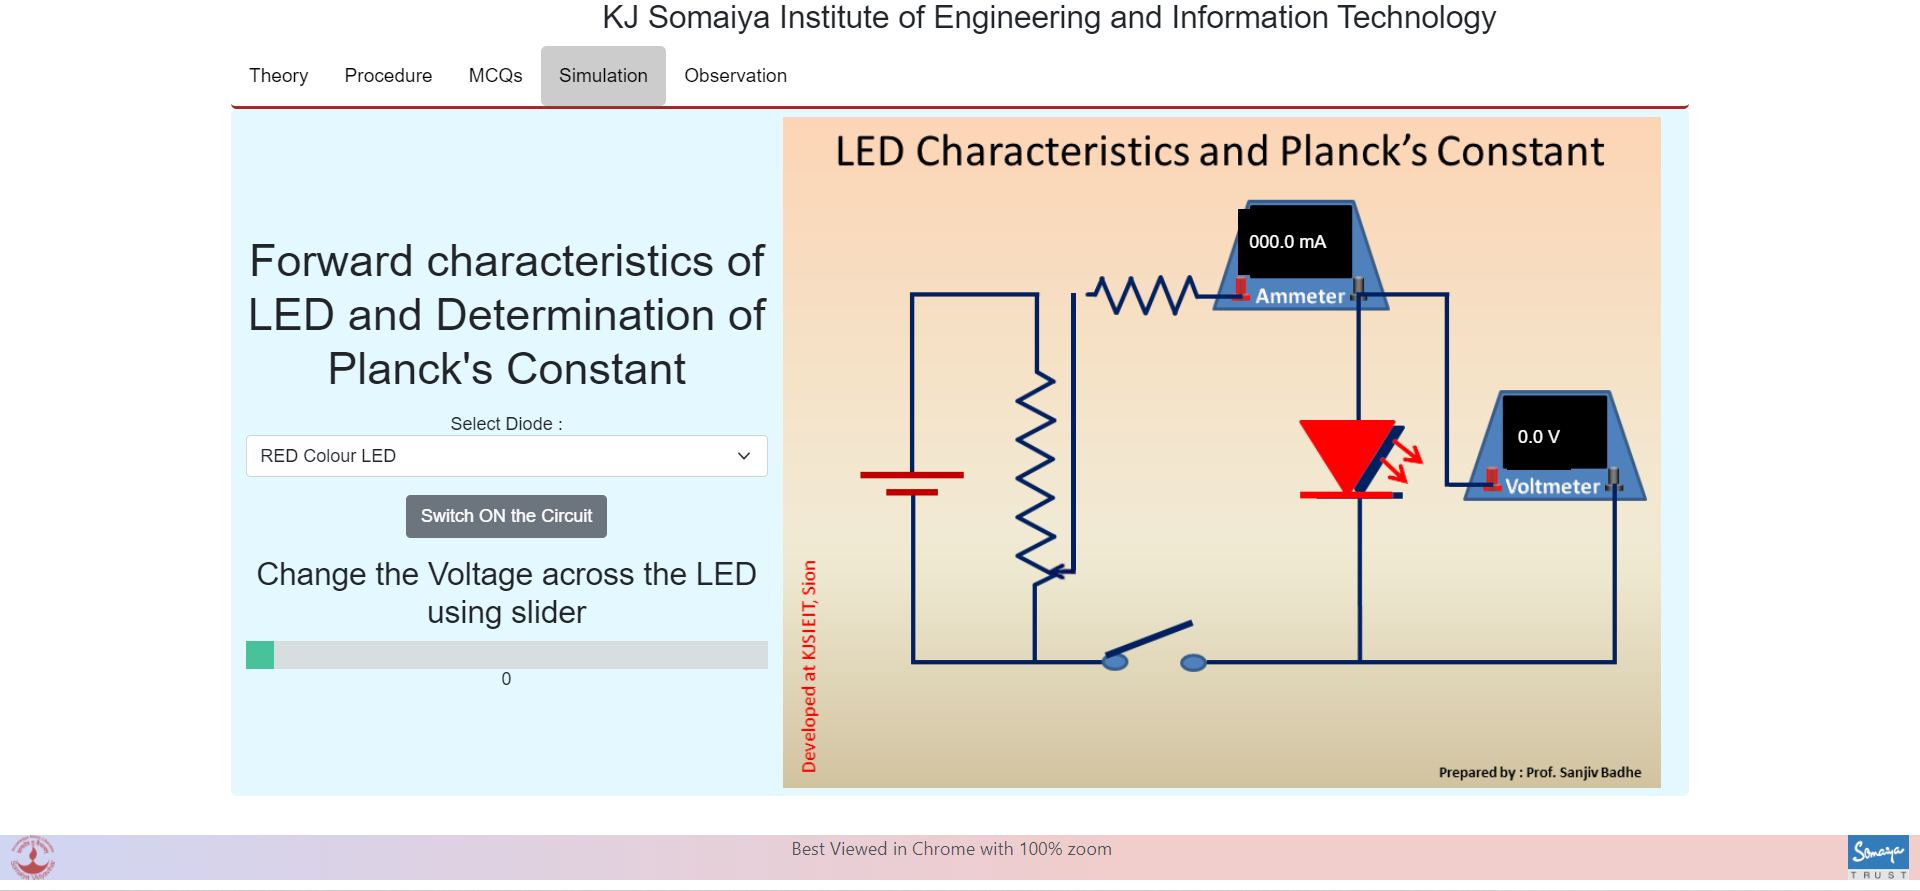 KJ Somaiya Institute of Engineering and Information Technology
Theory Procedure MCQs Simulation Observation
Forward characteristics of
LED and Determination of
Planck's Constant
Select Diode :
RED Colour LED
Switch ON the Circuit
Change the Voltage across the LED
using slider
0
LED Characteristics and Planck’s Constant
000.0 mA
Ammeter
0.0 V
Voltmeter
Developed at KJSIEIT, Sion
Prepared by : Prof. Sanjiv Badhe
Best Viewed in Chrome with 100% zoom
Somaiya
TRUST